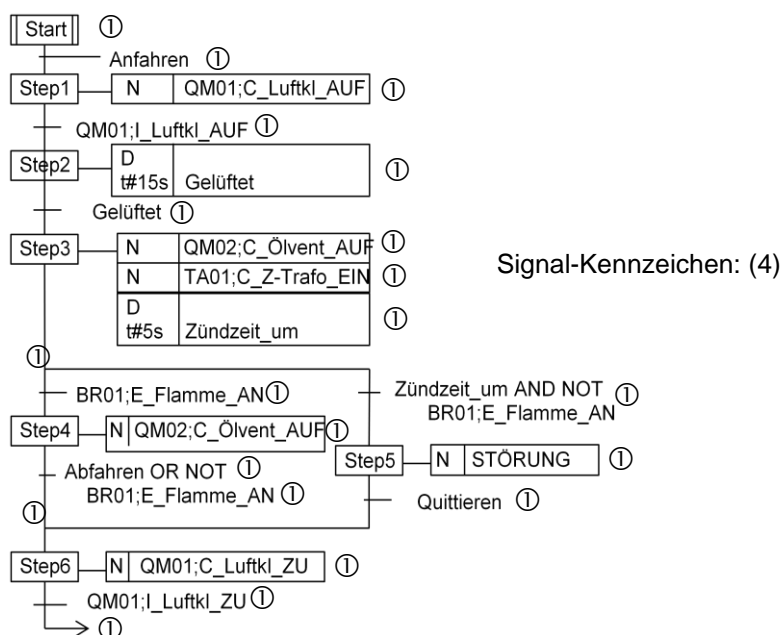 Start ①
Anfahren ①
Step1 N QM01;C_Luftkl_AUF ①
QM01;I_Luftkl_AUF ①
Step2 D t#15s Gelüftet ①
Gelüftet ①
Step3 N QM02;C_Ölvent_AUF ①
N TA01;C_Z-Trafo_EIN ①
Signal-Kennzeichen: (4)
D
t#5s Zündzeit_um ①
①
BR01;E_Flamme_AN ①
Zündzeit_um AND NOT ①
BR01;E_Flamme_AN
Step4 N QM02;C_Ölvent_AUF ①
Abfahren OR NOT ①
BR01;E_Flamme_AN ①
Step5 N STÖRUNG ①
Quittieren ①
①
Step6 N QM01;C_Luftkl_ZU ①
QM01;I_Luftkl_ZU ①
①